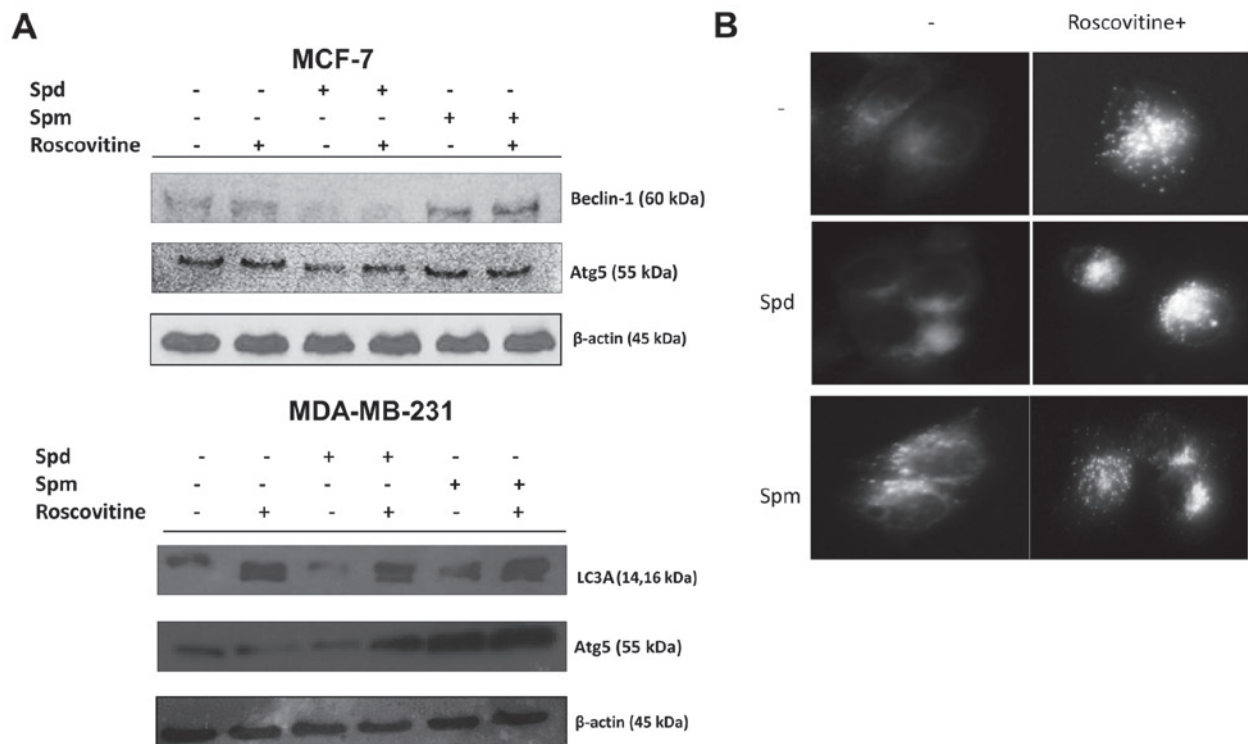 A
MCF-7
Spd - - + + - -
Spm - - - - + +
Roscovitine - + - + - +
Beclin-1 (60 kDa)
Atg5 (55 kDa)
β-actin (45 kDa)
MDA-MB-231
Spd - - + + - -
Spm - - - - + +
Roscovitine - + - + - +
LC3A (14,16 kDa)
Atg5 (55 kDa)
β-actin (45 kDa)
B
- Roscovitine+
-
Spd
Spm